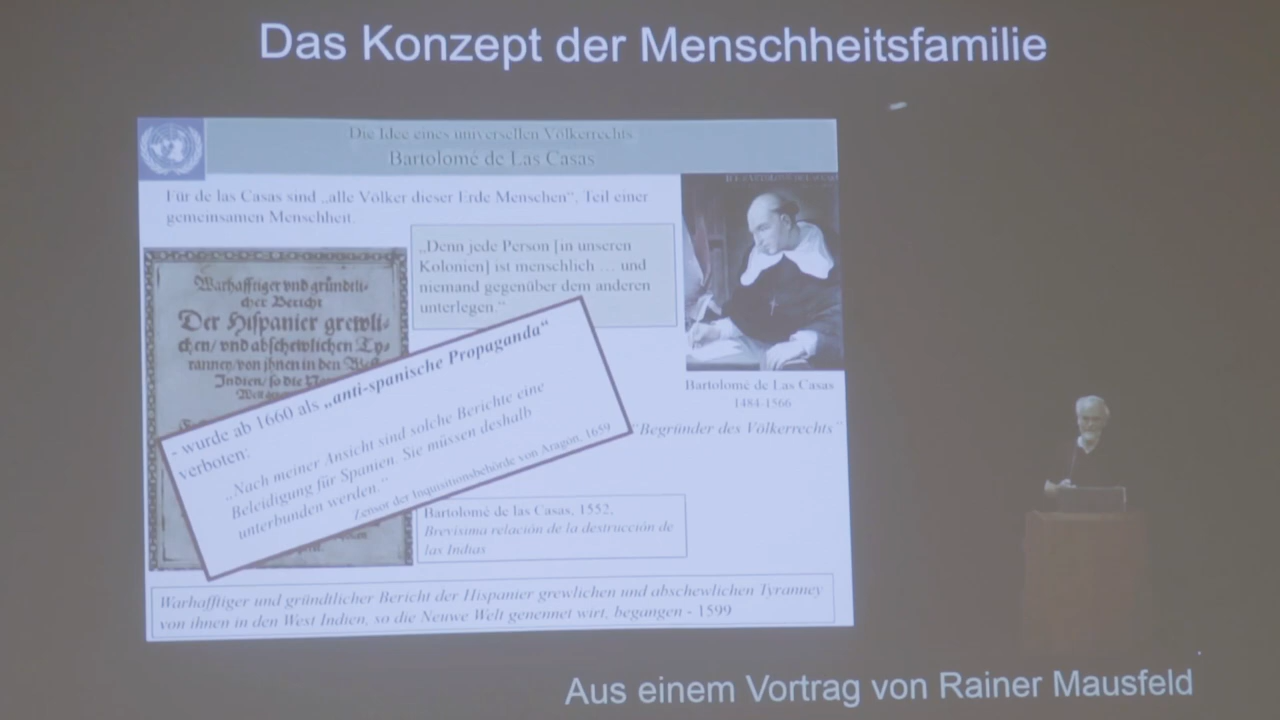 Das Konzept der Menschheitsfamilie
Die Idee eines universellen Völkerrechts
Bartolomé de Las Casas
Für de las Casas sind „alle Völker dieser Erde Menschen“, Teil einer
gemeinsamen Menschheit.
„Denn jede Person [in unseren
Kolonien] ist menschlich … und
niemand gegenüber dem anderen
unterlegen.“
Warhafftiger vnd gründtli-
cher Bericht
Der Hispanier grewli-
chen/ vnd abschewlichen Ty-
ranney/von jhnen in den West
Indien/ so die
- wurde ab 1660 als „anti-spanische Propaganda“
verboten:
„Nach meiner Ansicht sind solche Berichte eine
Beleidigung für Spanien. Sie müssen deshalb
unterbunden werden.“
Zensor der Inquisitionsbehörde von Aragon, 1659
Bartolomé de Las Casas
1484-1566
“Begründer des Völkerrechts”
Bartolomé de las Casas, 1552,
Brevísima relación de la destrucción de
las Indias
Warhafftiger und gründtlicher Bericht der Hispanier grewlichen und abschewlichen Tyranney
von ihnen in den West Indien, so die Neuwe Welt genennet wirt, begangen - 1599
Aus einem Vortrag von Rainer Mausfeld